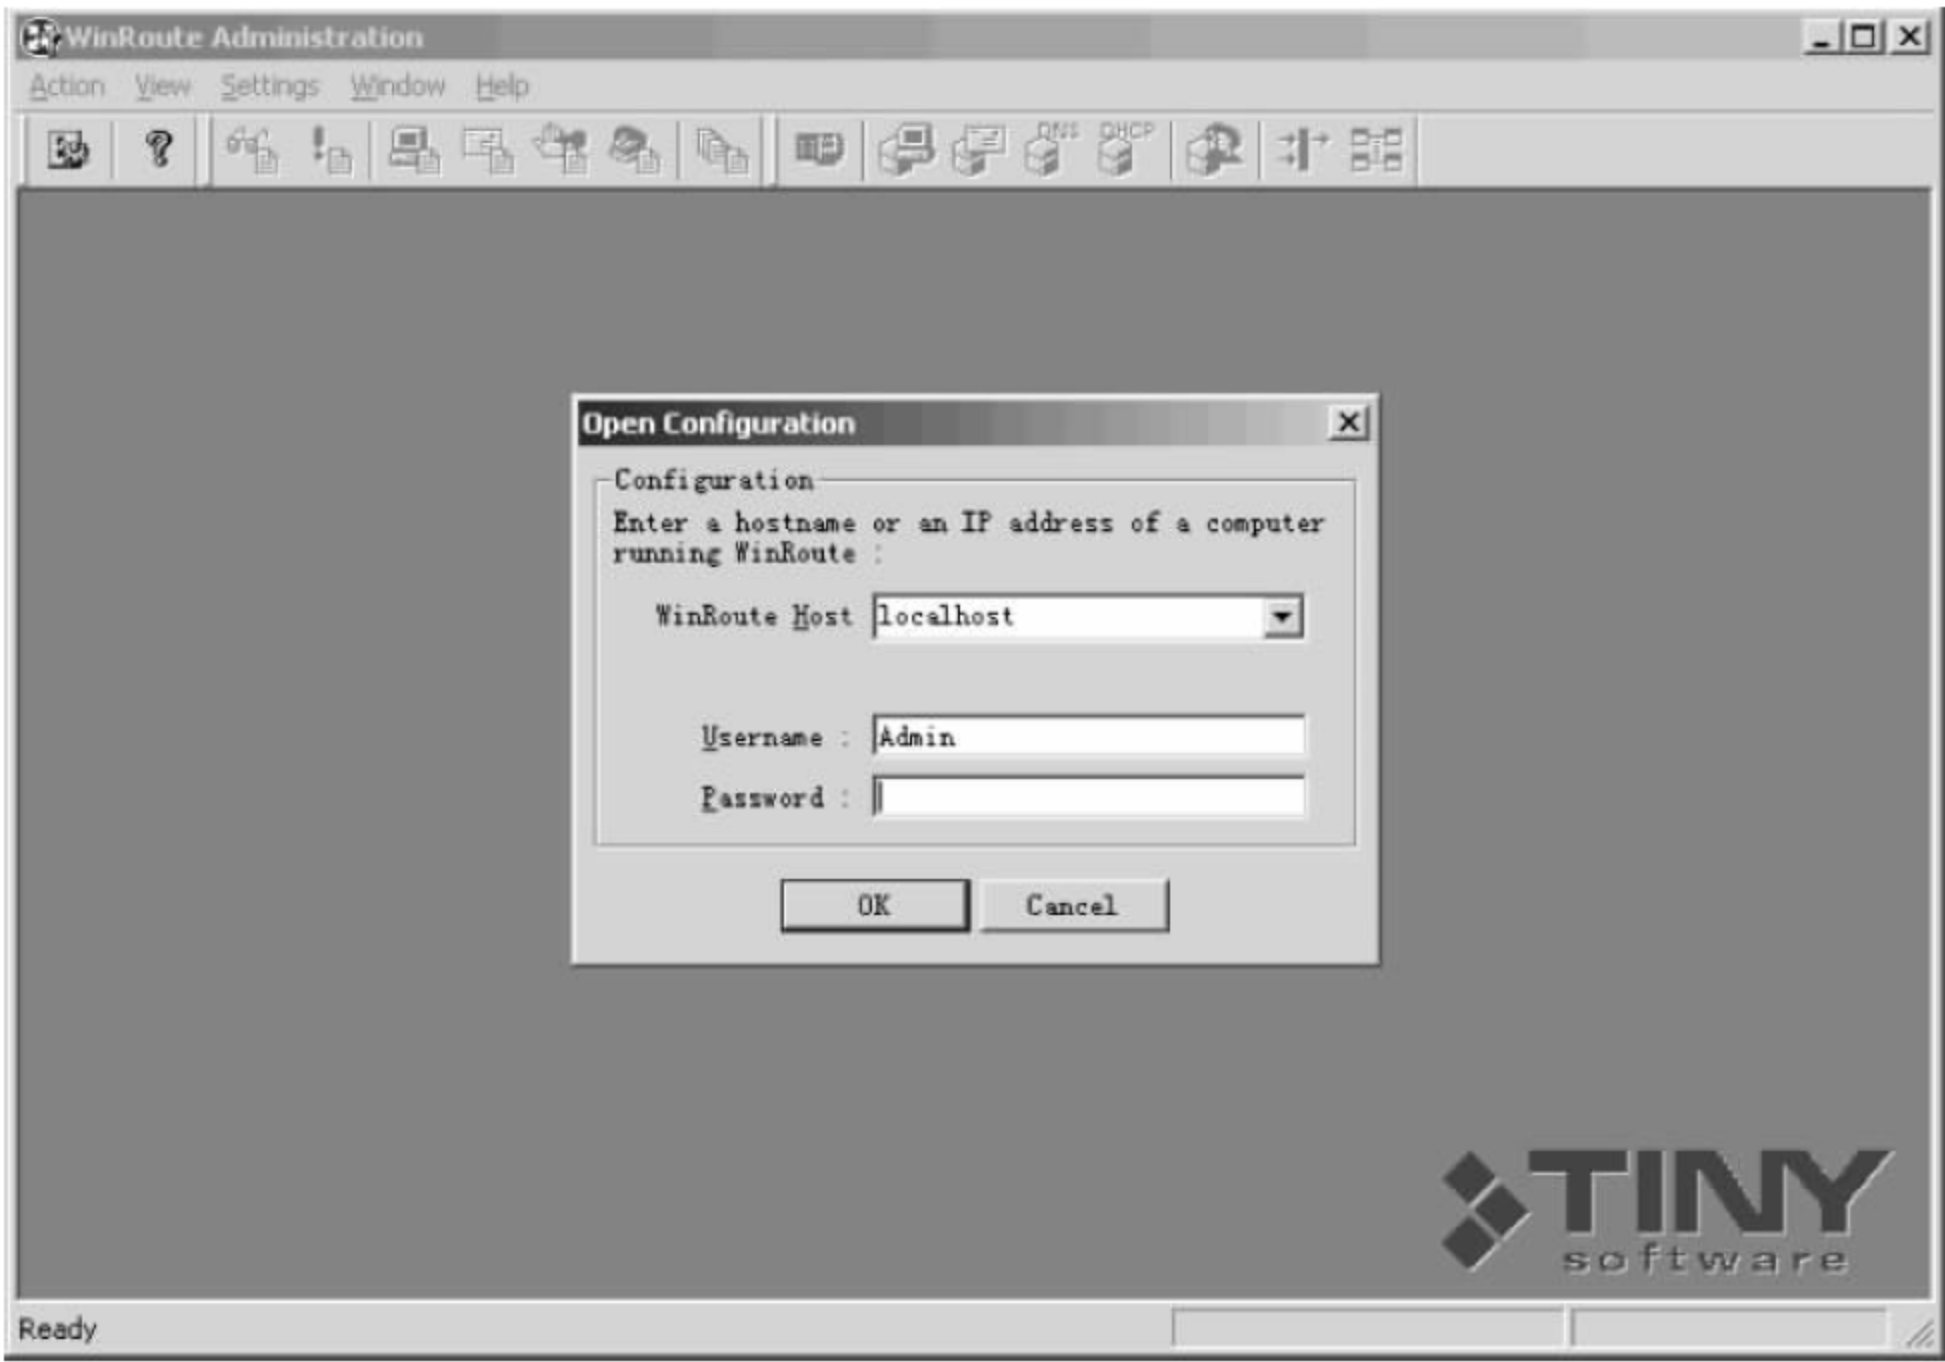 WinRoute Administration
Action View Settings Window Help
DNS DHCP
Open Configuration
Configuration
Enter a hostname or an IP address of a computer
running WinRoute :
WinRoute Host localhost
Username : Admin
Password :
OK Cancel
TINY
software
Ready